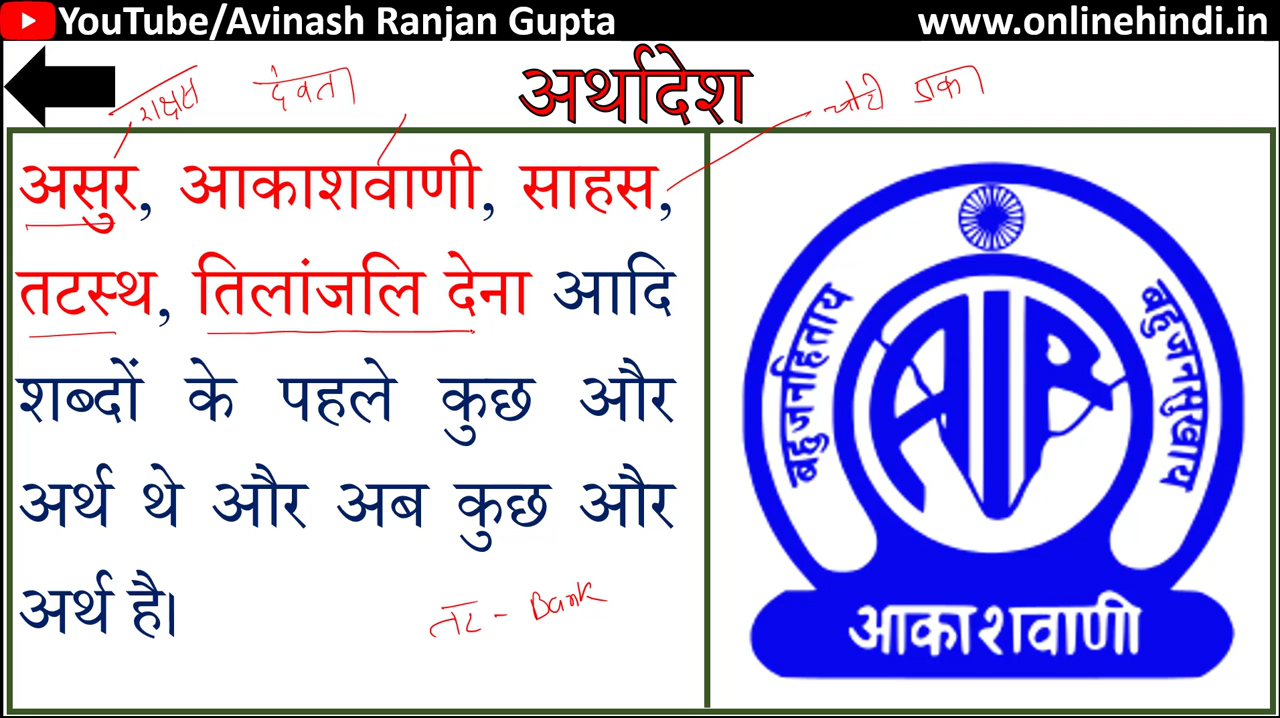 YouTube/Avinash Ranjan Gupta
www.onlinehindi.in
अर्थादेश
राक्षस देवता
चोरी डाका
असुर, आकाशवाणी, साहस,
तटस्थ, तिलांजलि देना आदि
शब्दों के पहले कुछ और
अर्थ थे और अब कुछ और
अर्थ है।
तट - Bank
बहुजनहिताय
बहुजनसुखाय
AIR
आकाशवाणी